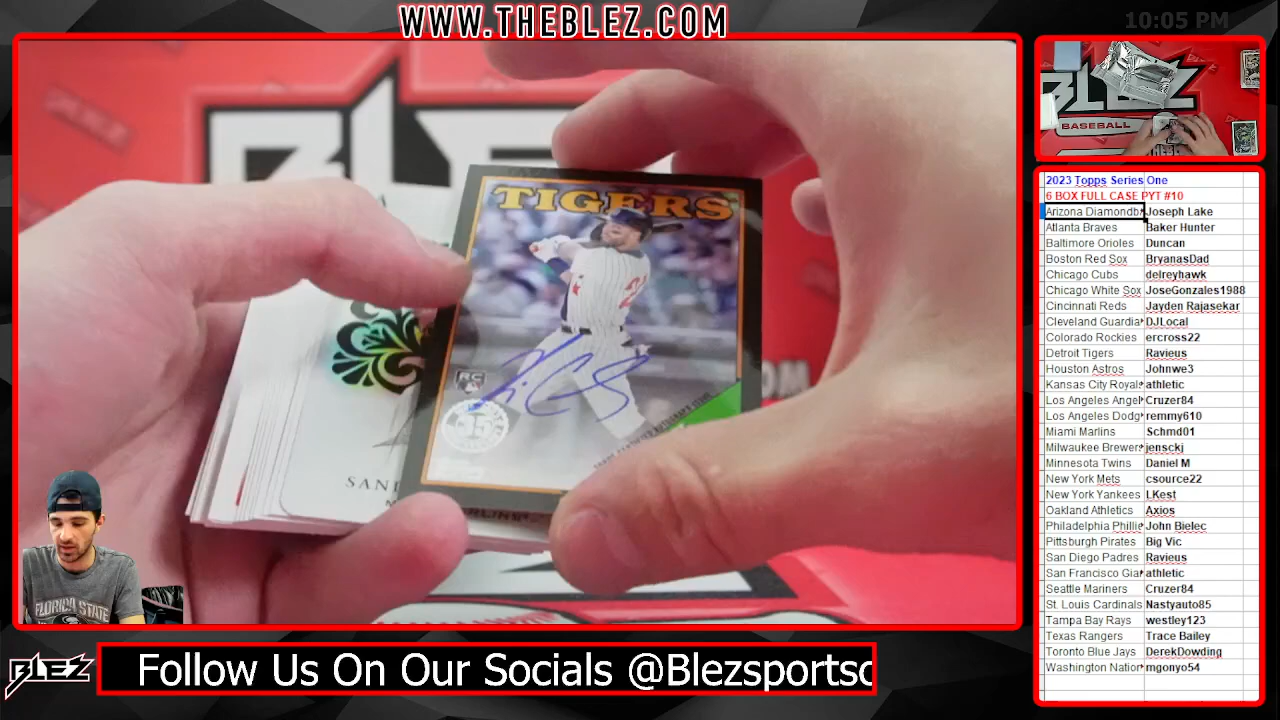 WWW.THEBLEZ.COM
10:05 PM
BLEZ
TIGERS
RC
35
TOPPS CERTIFIED AUTOGRAPH ISSUE
BLEZ
BASEBALL
FLORIDA STATE
2023 Topps Series One
6 BOX FULL CASE PYT #10
Arizona Diamondb Joseph Lake
Atlanta Braves Baker Hunter
Baltimore Orioles Duncan
Boston Red Sox BryanasDad
Chicago Cubs delreyhawk
Chicago White Sox JoseGonzales1988
Cincinnati Reds Jayden Rajasekar
Cleveland Guardia DJLocal
Colorado Rockies ercross22
Detroit Tigers Ravieus
Houston Astros Johnwe3
Kansas City Royal athletic
Los Angeles Angel Cruzer84
Los Angeles Dodg remmy610
Miami Marlins Schmd01
Milwaukee Brewer jensckj
Minnesota Twins Daniel M
New York Mets csource22
New York Yankees LKest
Oakland Athletics Axios
Philadelphia Phillie John Bielec
Pittsburgh Pirates Big Vic
San Diego Padres Ravieus
San Francisco Gia athletic
Seattle Mariners Cruzer84
St. Louis Cardinals Nastyauto85
Tampa Bay Rays westley123
Texas Rangers Trace Bailey
Toronto Blue Jays DerekDowding
Washington Nation mgonyo54
BLEZ
Follow Us On Our Socials @Blezsportsc